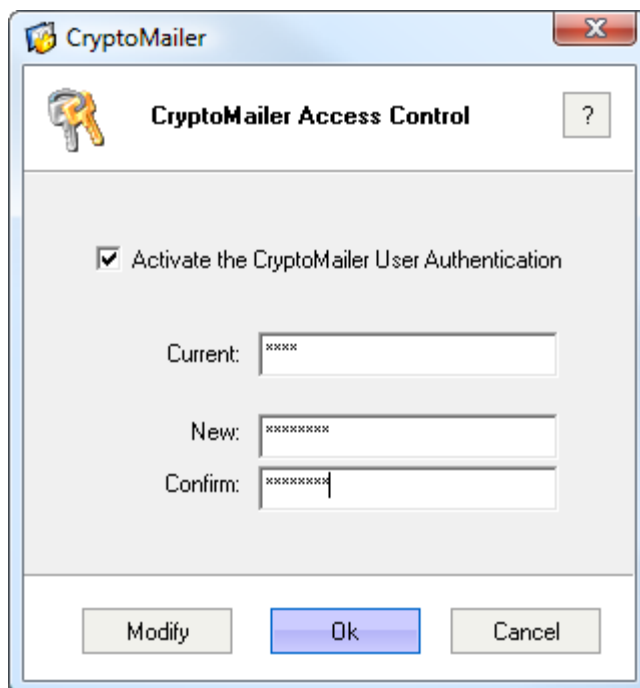 CryptoMailer
CryptoMailer Access Control
?
Activate the CryptoMailer User Authentication
Current: ****
New: ********
Confirm: ********
Modify Ok Cancel